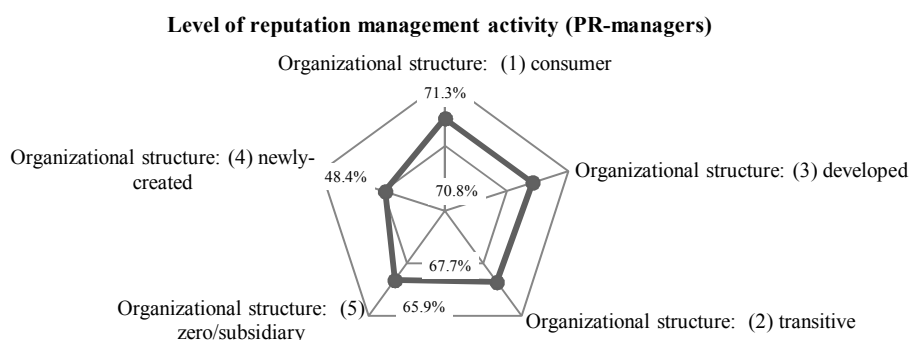 Level of reputation management activity (PR-managers)
Organizational structure: (1) consumer
71.3%
Organizational structure: (4) newly-
created
48.4%
70.8%
Organizational structure: (3) developed
67.7%
Organizational structure: (5)
zero/subsidiary
65.9%
Organizational structure: (2) transitive